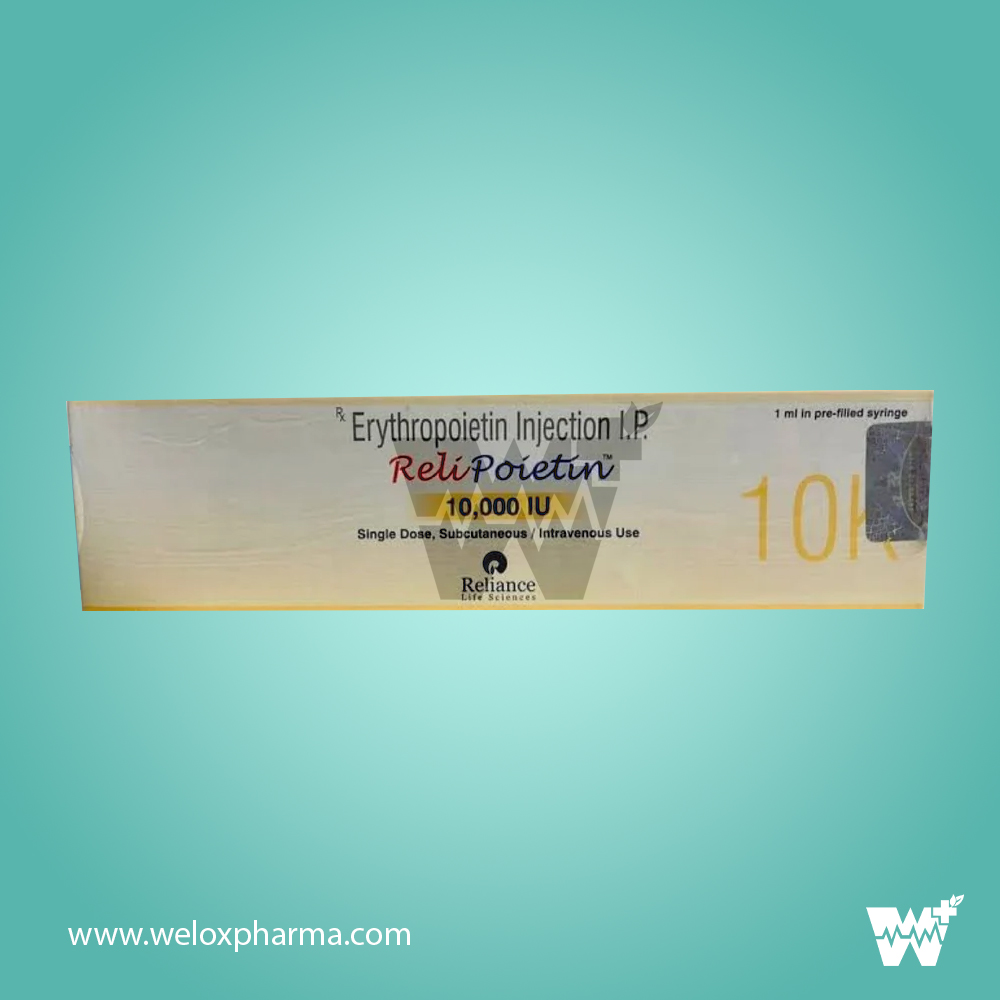 Rx Erythropoietin Injection I.P.
1 ml in pre-filled syringe
ReliPoietin™
10,000 IU
10K
Single Dose, Subcutaneous / Intravenous Use
Reliance
Life Sciences
www.weloxpharma.com
W